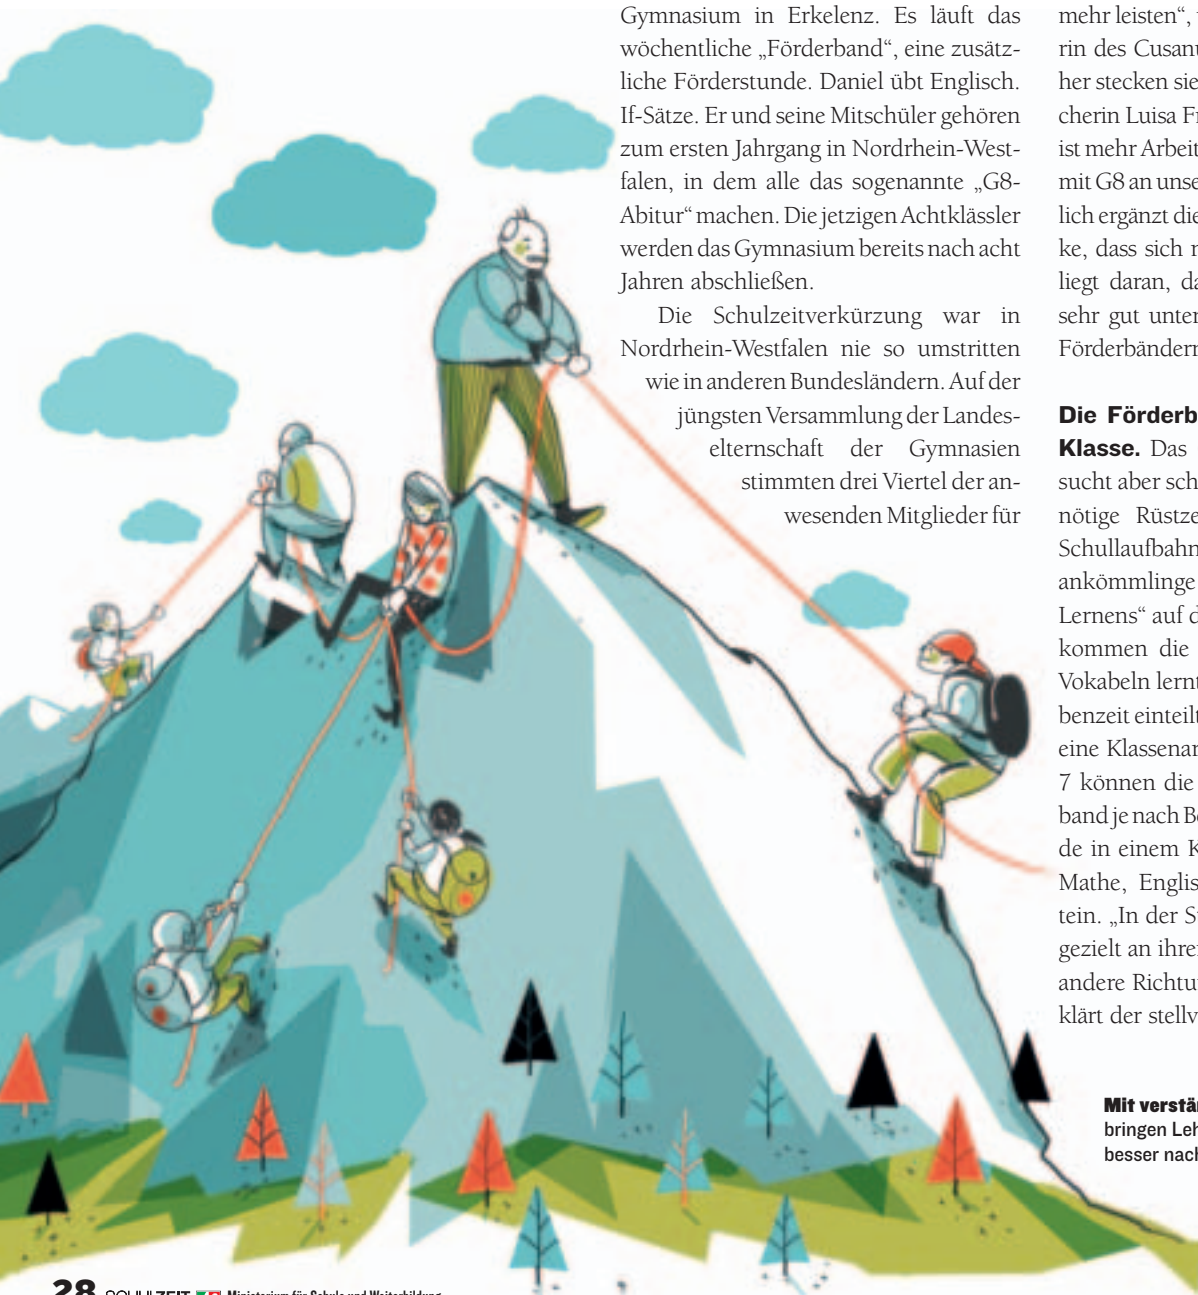 Gymnasium in Erkelenz. Es läuft das
wöchentliche „Förderband“, eine zusätz-
liche Förderstunde. Daniel übt Englisch.
If-Sätze. Er und seine Mitschüler gehören
zum ersten Jahrgang in Nordrhein-West-
falen, in dem alle das sogenannte „G8-
Abitur“ machen. Die jetzigen Achtklässler
werden das Gymnasium bereits nach acht
Jahren abschließen.
Die Schulzeitverkürzung war in
Nordrhein-Westfalen nie so umstritten
wie in anderen Bundesländern. Auf der
jüngsten Versammlung der Landes-
elternschaft der Gymnasien
stimmten drei Viertel der an-
wesenden Mitglieder für
mehr leisten“,
rin des Cusanu
her stecken sie
cherin Luisa Fr
ist mehr Arbeit
mit G8 an unse
lich ergänzt die
ke, dass sich
liegt daran, da
sehr gut unter
Förderbändern
Die Förderb
Klasse. Das
sucht aber sch
nötige Rüstze
Schullaufbahn
ankömmlinge
Lernens“ auf d
kommen die
Vokabeln lernt
benzeit einteilt
eine Klassenar
7 können die
band je nach Be
de in einem K
Mathe, Englis
tein. „In der S
gezielt an ihre
andere Richtu
klärt der stellv
Mit verstär
bringen Leh
besser nach
28 SCHULZEIT Ministerium für Schule und Weiterbildung